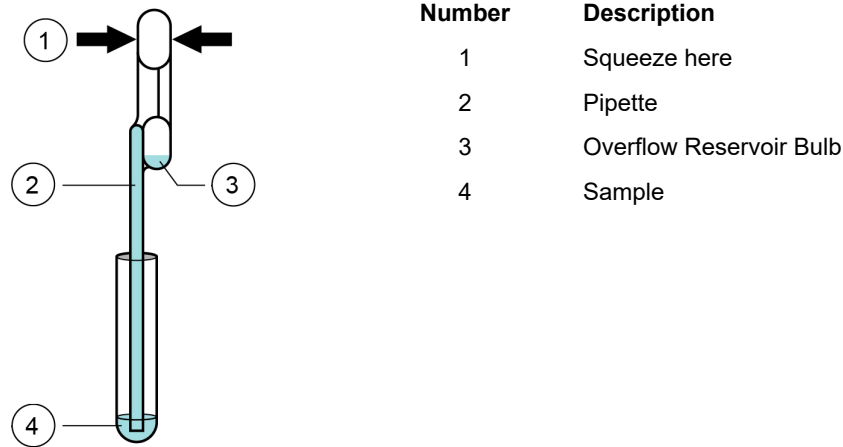 1
2
3
4
Number Description
1 Squeeze here
2 Pipette
3 Overflow Reservoir Bulb
4 Sample